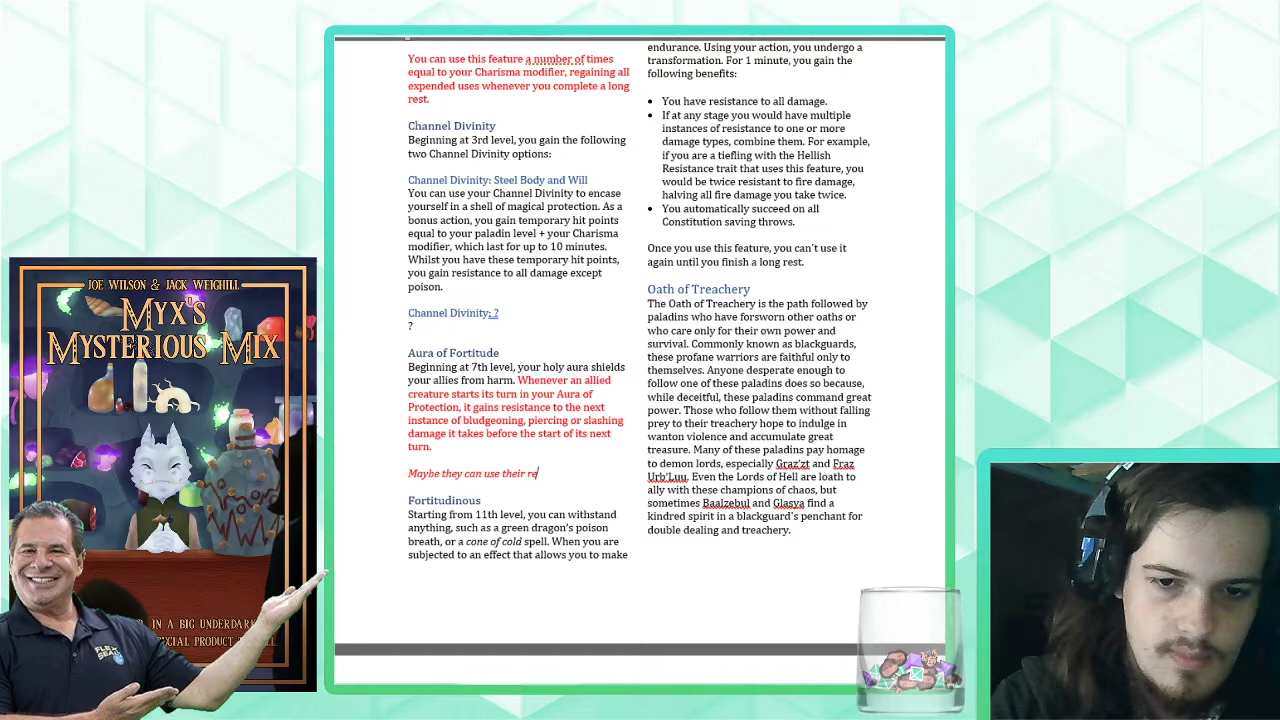 You can use this feature a number of times
equal to your Charisma modifier, regaining all
expended uses whenever you complete a long
rest.
Channel Divinity
Beginning at 3rd level, you gain the following
two Channel Divinity options:
Channel Divinity: Steel Body and Will
You can use your Channel Divinity to encase
yourself in a shell of magical protection. As a
bonus action, you gain temporary hit points
equal to your paladin level + your Charisma
modifier, which last for up to 10 minutes.
Whilst you have these temporary hit points,
you gain resistance to all damage except
poison.
Channel Divinity: ?
?
Aura of Fortitude
Beginning at 7th level, your holy aura shields
your allies from harm. Whenever an allied
creature starts its turn in your Aura of
Protection, it gains resistance to the next
instance of bludgeoning, piercing or slashing
damage it takes before the start of its next
turn.
Maybe they can use their re
Fortitudinous
Starting from 11th level, you can withstand
anything, such as a green dragon's poison
breath, or a cone of cold spell. When you are
subjected to an effect that allows you to make
endurance. Using your action, you undergo a
transformation. For 1 minute, you gain the
following benefits:
• You have resistance to all damage.
• If at any stage you would have multiple
instances of resistance to one or more
damage types, combine them. For example,
if you are a tiefling with the Hellish
Resistance trait that uses this feature, you
would be twice resistant to fire damage,
halving all fire damage you take twice.
• You automatically succeed on all
Constitution saving throws.
Once you use this feature, you can't use it
again until you finish a long rest.
Oath of Treachery
The Oath of Treachery is the path followed by
paladins who have forsworn other oaths or
who care only for their own power and
survival. Commonly known as blackguards,
these profane warriors are faithful only to
themselves. Anyone desperate enough to
follow one of these paladins does so because,
while deceitful, these paladins command great
power. Those who follow them without falling
prey to their treachery hope to indulge in
wanton violence and accumulate great
treasure. Many of these paladins pay homage
to demon lords, especially Graz'zt and Fraz
Urb'Luu. Even the Lords of Hell are loath to
ally with these champions of chaos, but
sometimes Baalzebul and Glasya find a
kindred spirit in a blackguard's penchant for
double dealing and treachery.
JOE WILSON & JACK WEIGHILL
MYX'S
MYSTERIOUS MIX
IN A BIG UNDERDARK
PRODUCT
FLEX
SEAL